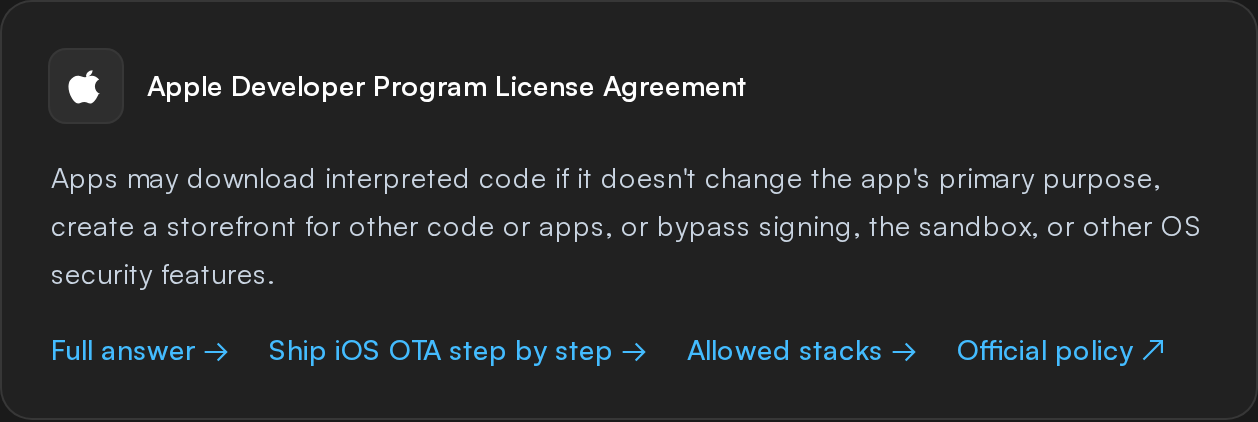 Apple Developer Program License Agreement
Apps may download interpreted code if it doesn't change the app's primary purpose,
create a storefront for other code or apps, or bypass signing, the sandbox, or other OS
security features.
Full answer → Ship iOS OTA step by step → Allowed stacks → Official policy ↗